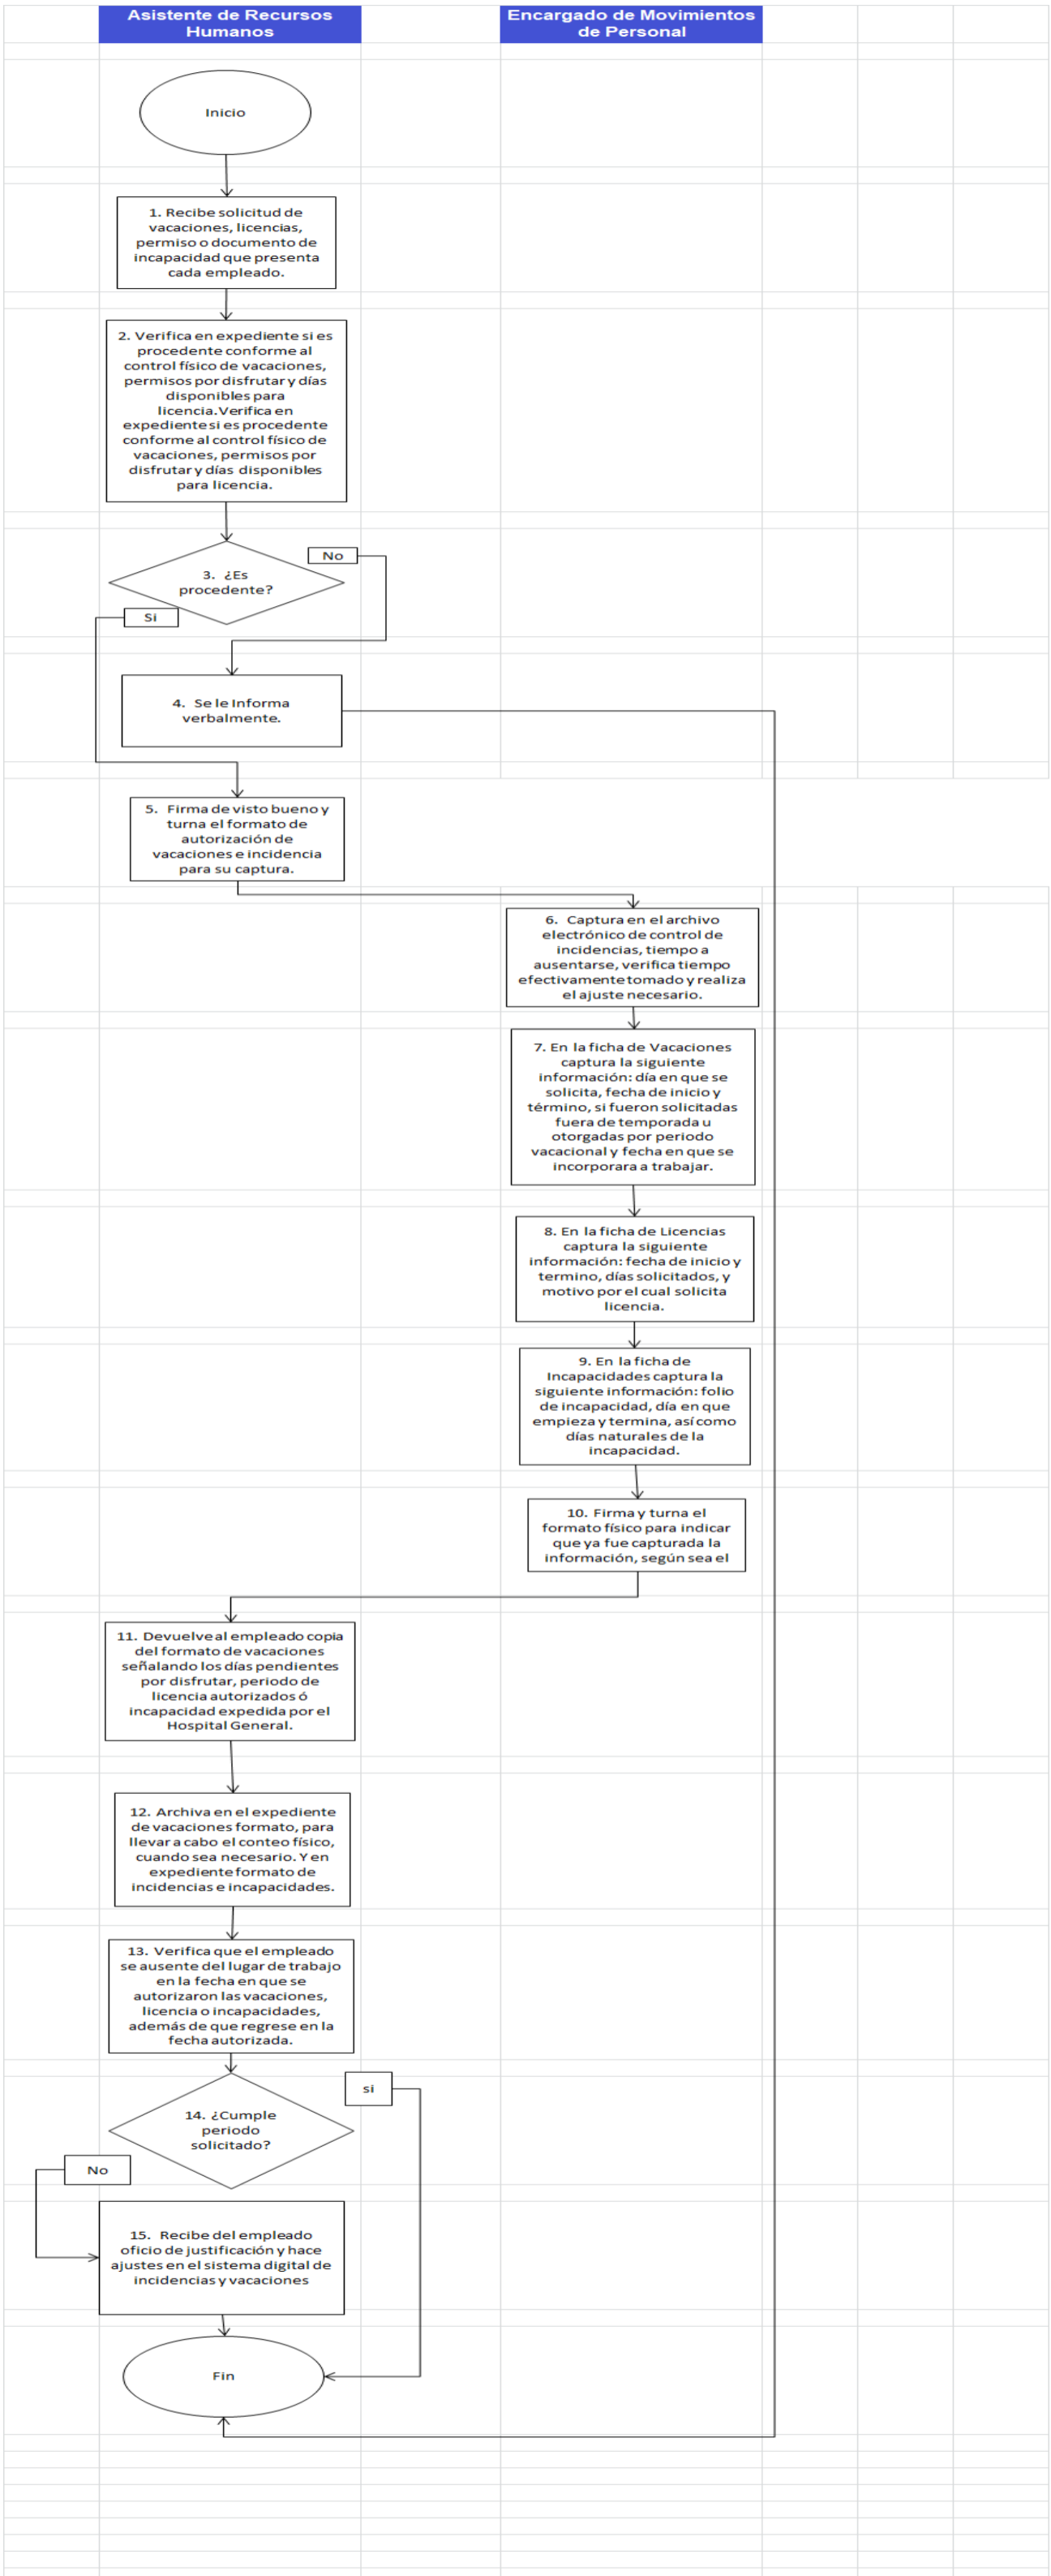 Asistente de Recursos
Humanos
Encargado de Movimientos
de Personal
Inicio
1. Recibe solicitud de
vacaciones, licencias,
permiso o documento de
incapacidad que presenta
cada empleado.
2. Verifica en expediente si es
procedente conforme al
control físico de vacaciones,
permisos por disfrutar y días
disponibles para
licencia.Verifica en
expediente si es procedente
conforme al control físico de
vacaciones, permisos por
disfrutar y días disponibles
para licencia.
No
3. ¿Es
procedente?
Si
4. Se le Informa
verbalmente.
5. Firma de visto bueno y
turna el formato de
autorización de
vacaciones e incidencia
para su captura.
6. Captura en el archivo
electrónico de control de
incidencias, tiempo a
ausentarse, verifica tiempo
efectivamente tomado y realiza
el ajuste necesario.
7. En la ficha de Vacaciones
captura la siguiente
información: día en que se
solicita, fecha de inicio y
término, si fueron solicitadas
fuera de temporada u
otorgadas por periodo
vacacional y fecha en que se
incorporara a trabajar.
8. En la ficha de Licencias
captura la siguiente
información: fecha de inicio y
termino, días solicitados, y
motivo por el cual solicita
licencia.
9. En la ficha de
Incapacidades captura la
siguiente información: folio
de incapacidad, día en que
empieza y termina, así como
días naturales de la
incapacidad.
10. Firma y turna el
formato físico para indicar
que ya fue capturada la
información, según sea el
11. Devuelve al empleado copia
del formato de vacaciones
señalando los días pendientes
por disfrutar, periodo de
licencia autorizados ó
incapacidad expedida por el
Hospital General.
12. Archiva en el expediente
de vacaciones formato, para
llevar a cabo el conteo físico,
cuando sea necesario. Y en
expediente formato de
incidencias e incapacidades.
13. Verifica que el empleado
se ausente del lugar de trabajo
en la fecha en que se
autorizaron las vacaciones,
licencia o incapacidades,
además de que regrese en la
fecha autorizada.
si
14. ¿Cumple
periodo
solicitado?
No
15. Recibe del empleado
oficio de justificación y hace
ajustes en el sistema digital de
incidencias y vacaciones
Fin